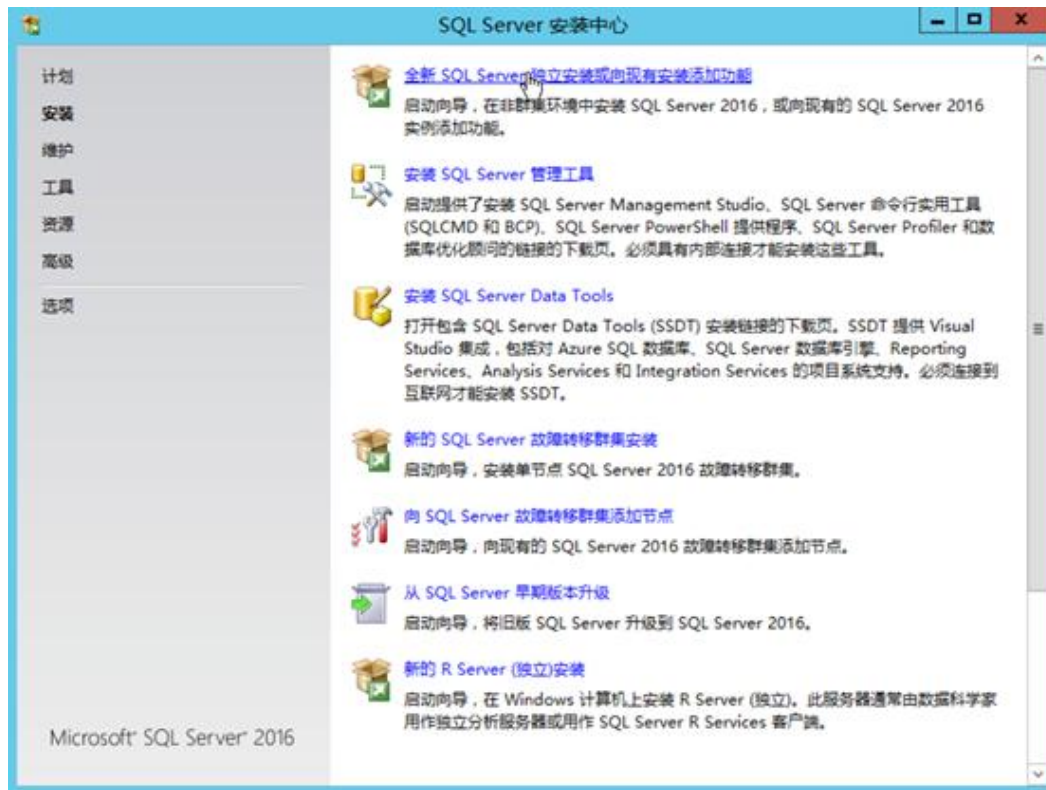 SQL Server 安装中心
计划
安装
维护
工具
资源
高级
选项
Microsoft SQL Server 2016
全新 SQL Server 独立安装或向现有安装添加功能
启动向导，在非群集环境中安装 SQL Server 2016，或向现有的 SQL Server 2016
实例添加功能。
安装 SQL Server 管理工具
启动提供了安装 SQL Server Management Studio、SQL Server 命令行实用工具
(SQLCMD 和 BCP)、SQL Server PowerShell 提供程序、SQL Server Profiler 和数
据库优化顾问的链接的下载页。必须具有内部连接才能安装这些工具。
安装 SQL Server Data Tools
打开包含 SQL Server Data Tools (SSDT) 安装链接的下载页。SSDT 提供 Visual
Studio 集成，包括对 Azure SQL 数据库、SQL Server 数据库引擎、Reporting
Services、Analysis Services 和 Integration Services 的项目系统支持。必须连接到
互联网才能安装 SSDT。
新的 SQL Server 故障转移群集安装
启动向导，安装单节点 SQL Server 2016 故障转移群集。
向 SQL Server 故障转移群集添加节点
启动向导，向现有的 SQL Server 2016 故障转移群集添加节点。
从 SQL Server 早期版本升级
启动向导，将旧版 SQL Server 升级到 SQL Server 2016。
新的 R Server (独立)安装
启动向导，在 Windows 计算机上安装 R Server (独立)。此服务器通常由数据科学家
用作独立分析服务器或用作 SQL Server R Services 客户端。